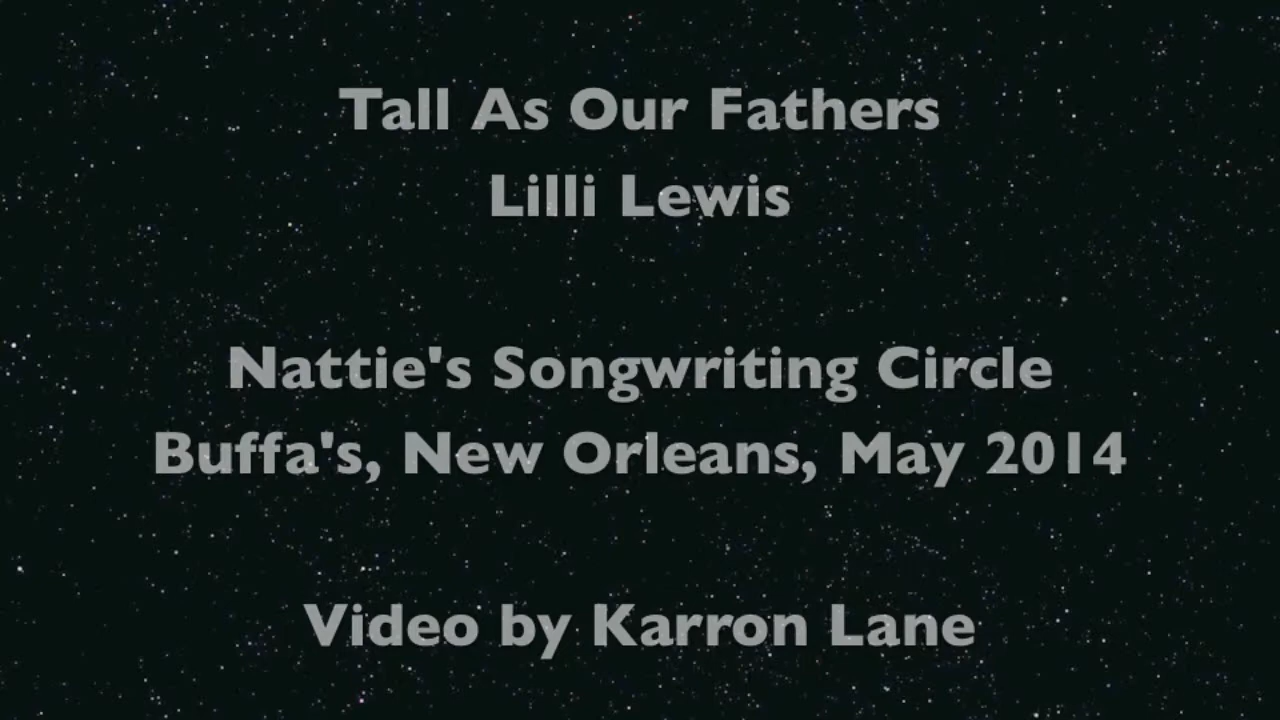 Tall As Our Fathers
Lilli Lewis
Nattie's Songwriting Circle
Buffa's, New Orleans, May 2014
Video by Karron Lane